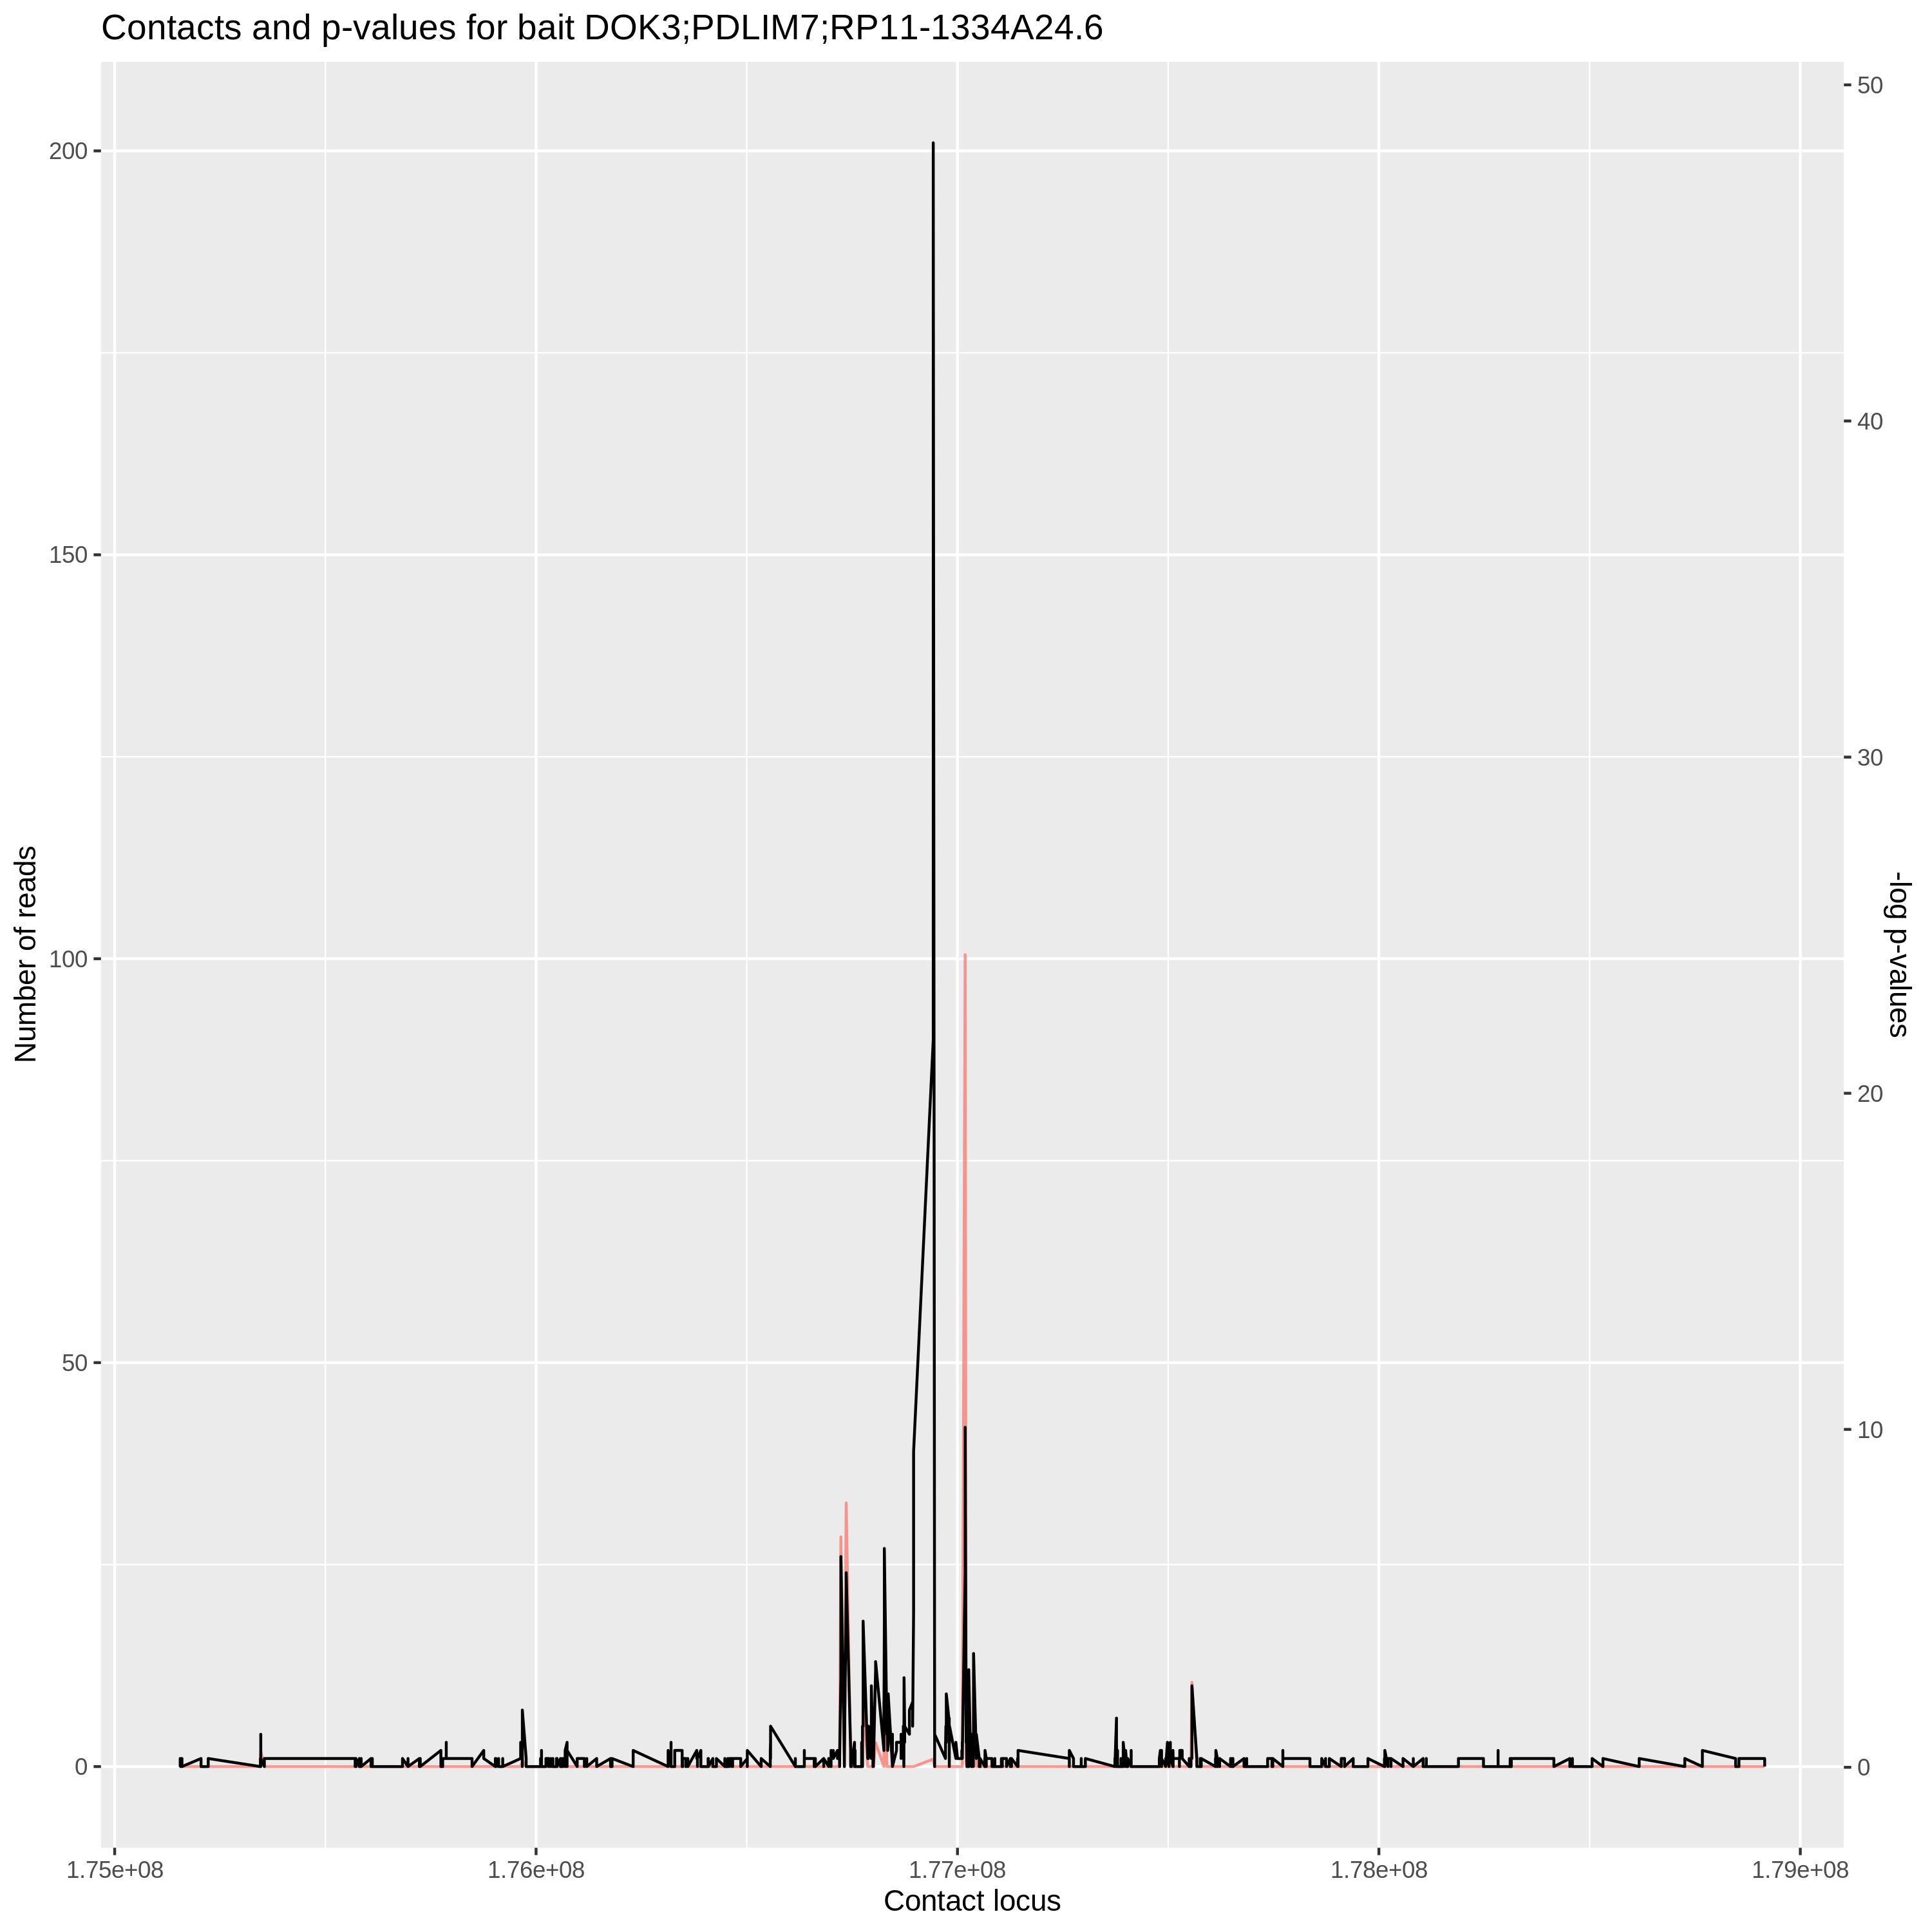 Contacts and p-values for bait DOK3;PDLIM7;RP11-1334A24.6
Number of reads
200
150
100
50
0
50
40
30
20
10
0
-log p-values
1.75e+08
1.76e+08
1.77e+08
1.78e+08
1.79e+08
Contact locus